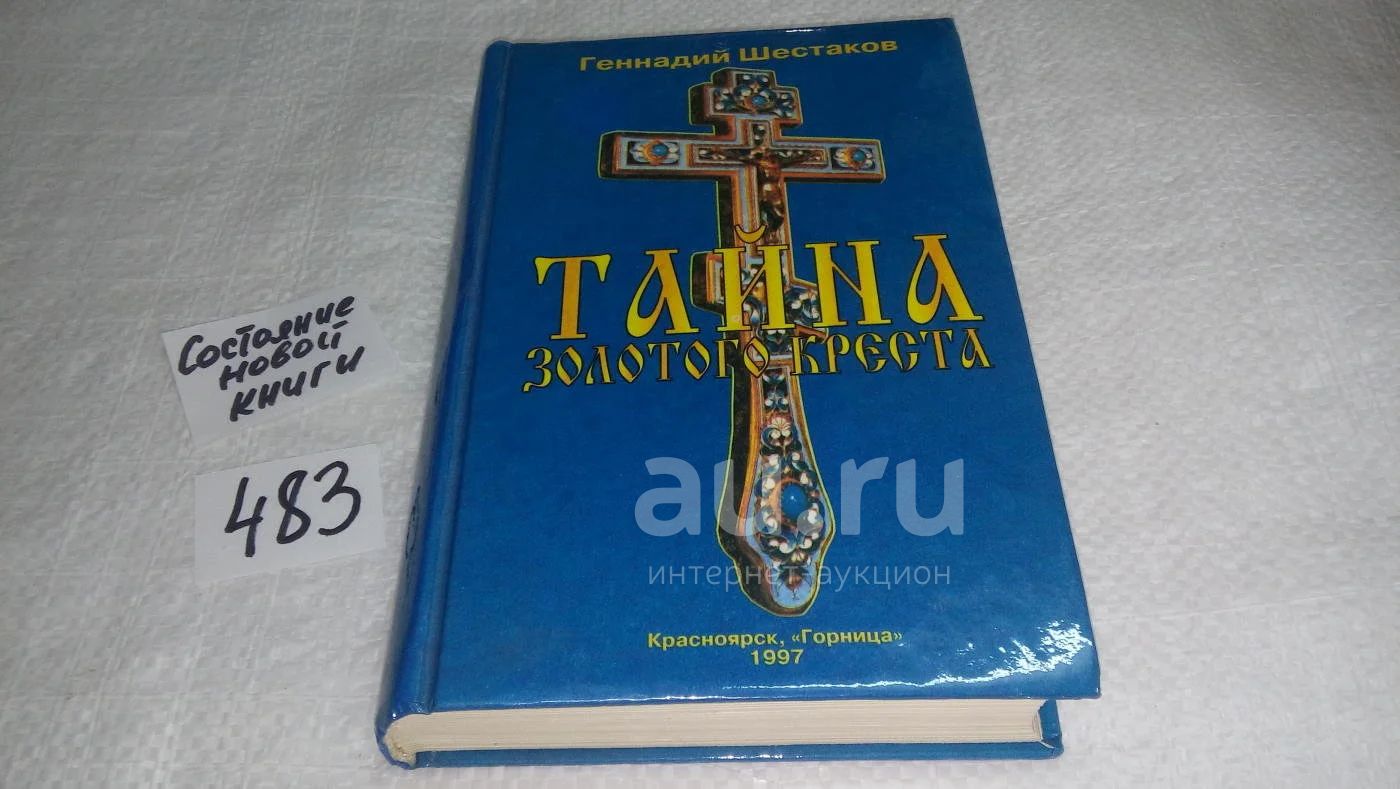 Геннадий Шестаков
ТАЙНА
ЗОЛОТОГО КРЕСТА
Красноярск, «Горница»
1997
Состояние
новой
книги
483
au.ru
интернет-аукцион